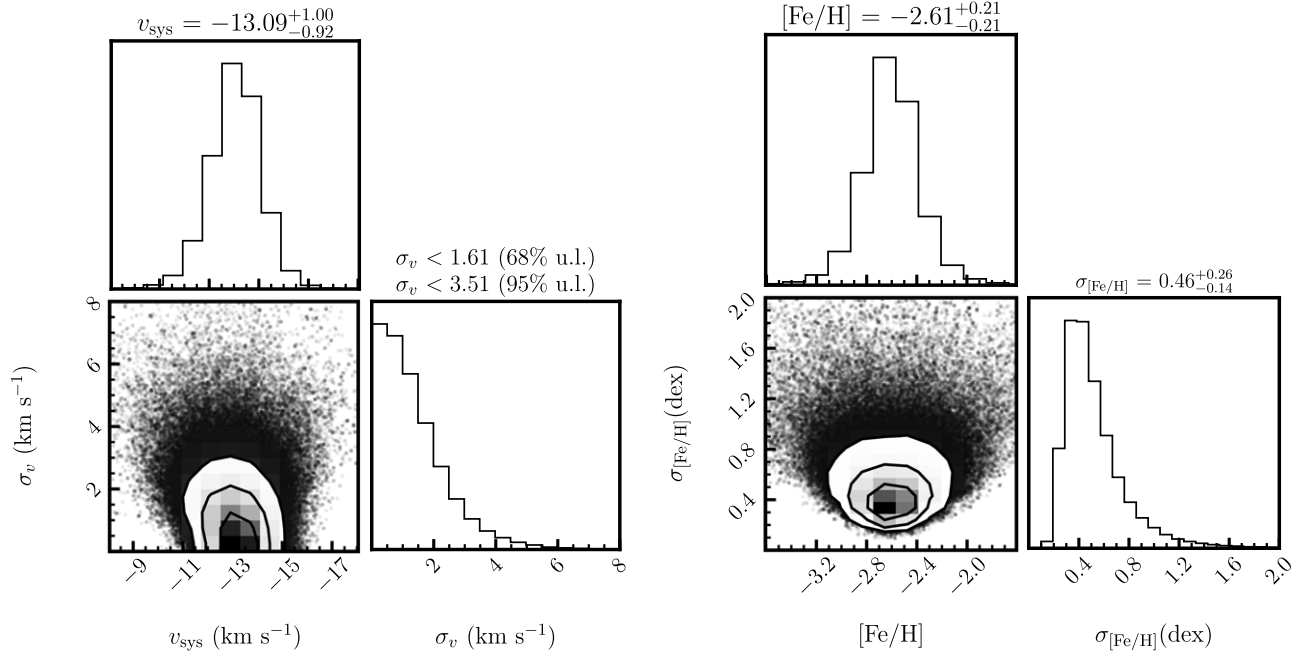 v_sys = −13.09^{+1.00}_{−0.92}
σ_v < 1.61 (68% u.l.)
σ_v < 3.51 (95% u.l.)
8
6
4
2
σ_v (km s⁻¹)
−9 −11 −13 −15 −17
v_sys (km s⁻¹)
2 4 6 8
σ_v (km s⁻¹)
[Fe/H] = −2.61^{+0.21}_{−0.21}
σ_[Fe/H] = 0.46^{+0.26}_{−0.14}
2.0
1.6
1.2
0.8
0.4
σ_[Fe/H](dex)
−3.2 −2.8 −2.4 −2.0
[Fe/H]
0.4 0.8 1.2 1.6 2.0
σ_[Fe/H](dex)